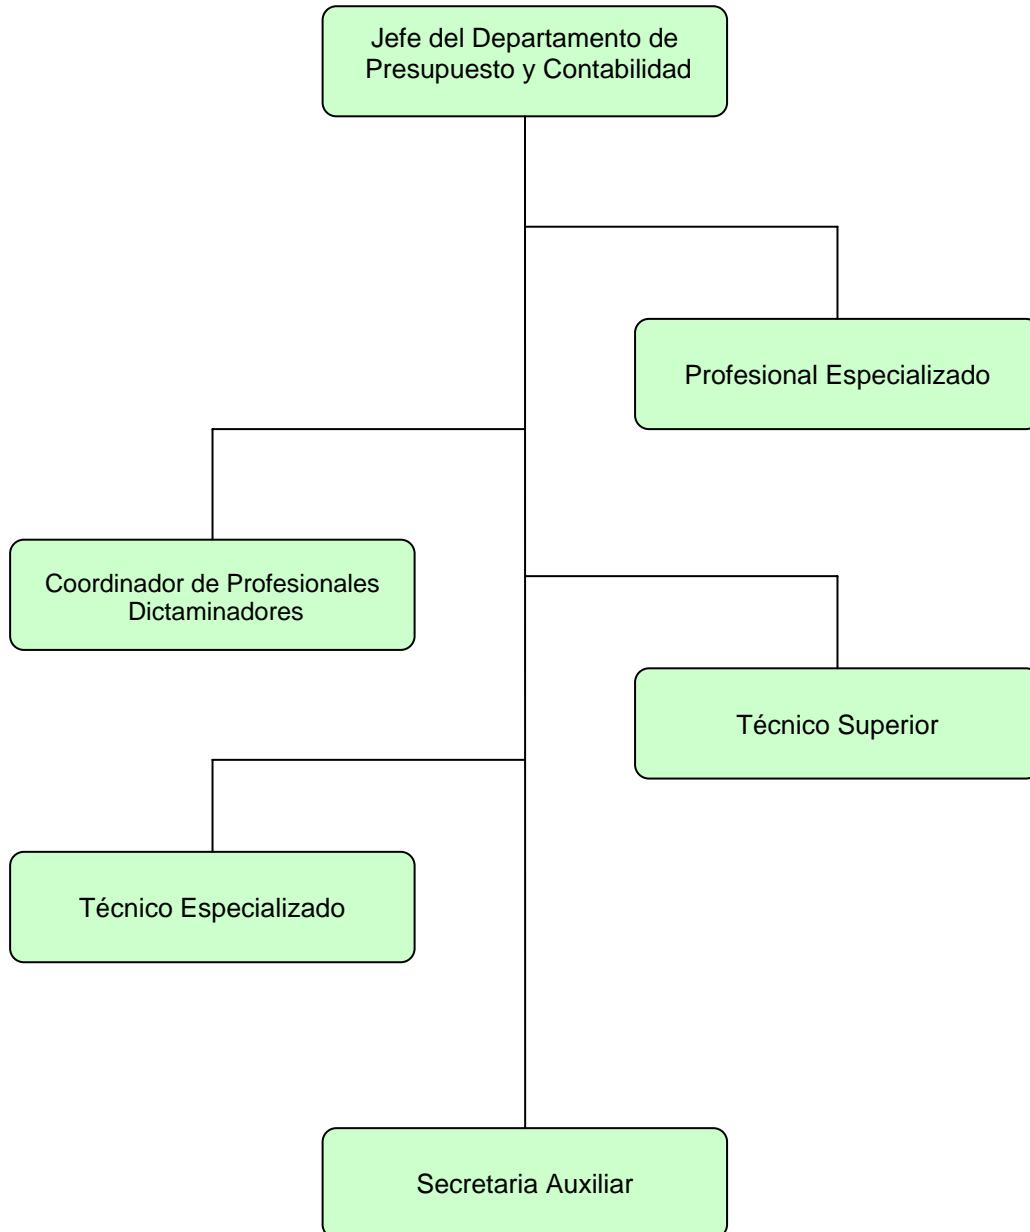 Jefe del Departamento de
Presupuesto y Contabilidad
Profesional Especializado
Coordinador de Profesionales
Dictaminadores
Técnico Superior
Técnico Especializado
Secretaria Auxiliar